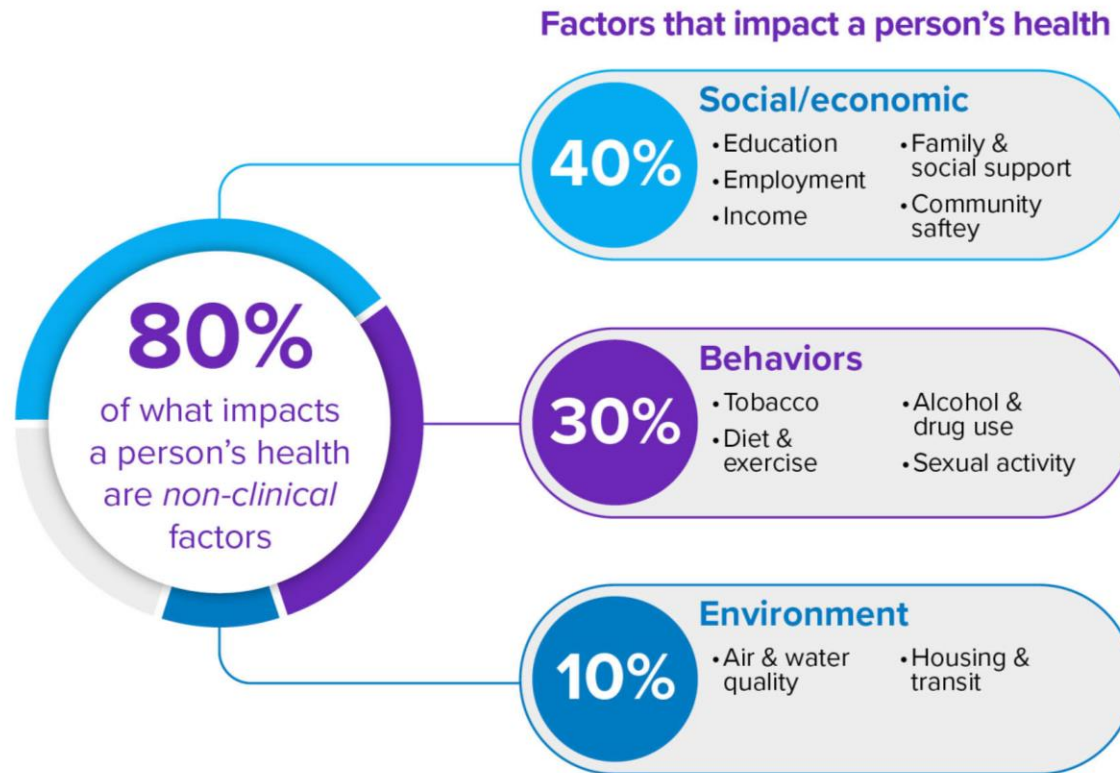 Factors that impact a person's health
80%
of what impacts
a person's health
are non-clinical
factors
40%
Social/economic
•Education
•Employment
•Income
•Family &
social support
•Community
saftey
30%
Behaviors
•Tobacco
•Diet &
exercise
•Alcohol &
drug use
•Sexual activity
10%
Environment
•Air & water
quality
•Housing &
transit